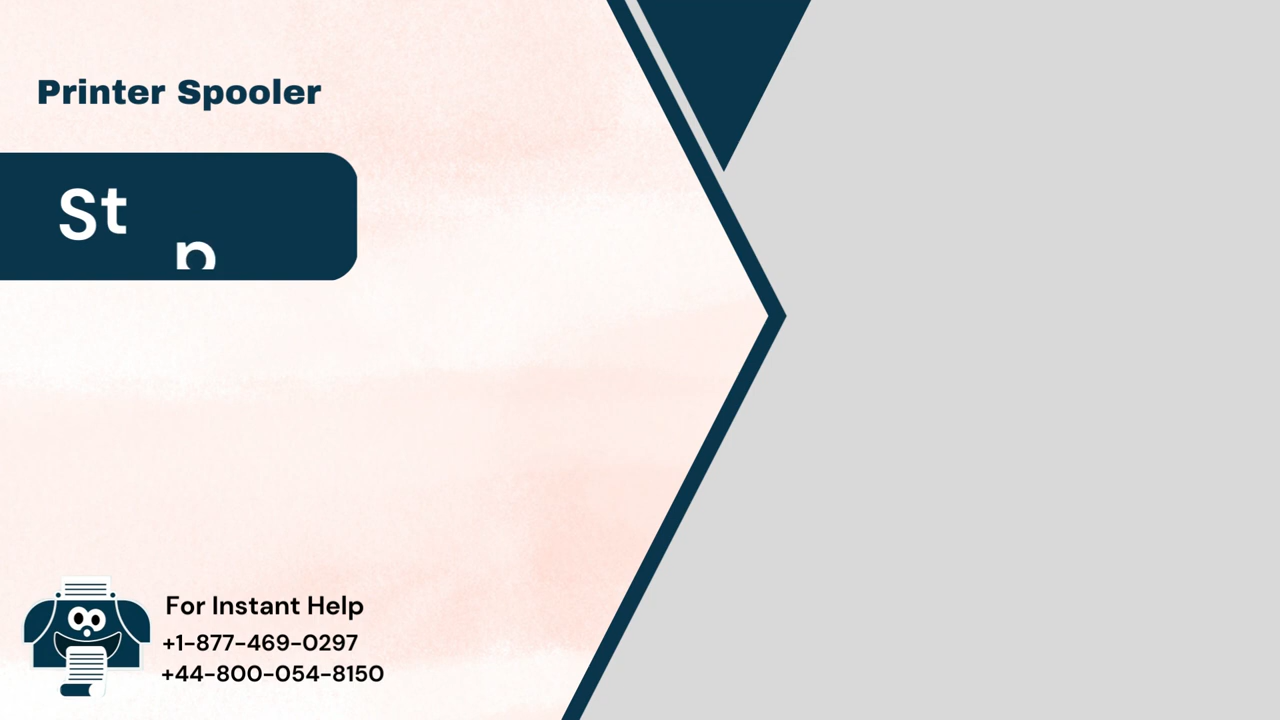 Printer Spooler
St
For Instant Help
+1-877-469-0297
+44-800-054-8150